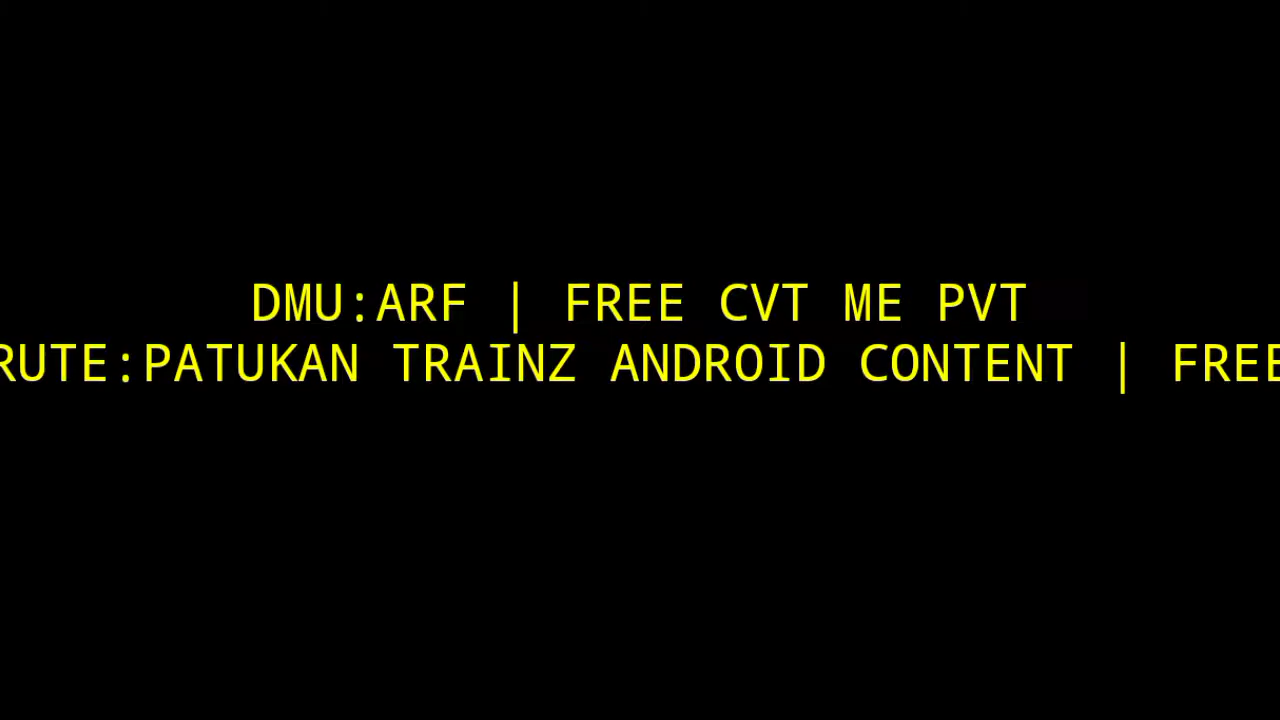 DMU:ARF | FREE CVT ME PVT
RUTE:PATUKAN TRAINZ ANDROID CONTENT | FREE